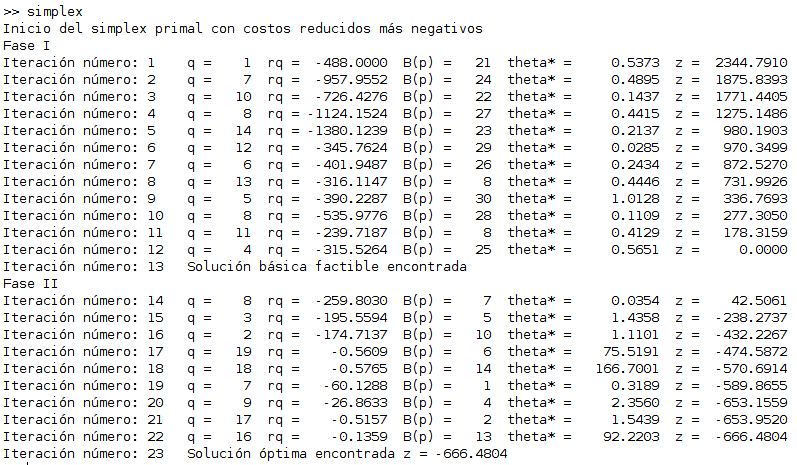 >> simplex
Inicio del simplex primal con costos reducidos más negativos
Fase I
Iteración número: 1 q = 1 rq = -488.0000 B(p) = 21 theta* = 0.5373 z = 2344.7910
Iteración número: 2 q = 7 rq = -957.9552 B(p) = 24 theta* = 0.4895 z = 1875.8393
Iteración número: 3 q = 10 rq = -726.4276 B(p) = 22 theta* = 0.1437 z = 1771.4405
Iteración número: 4 q = 8 rq = -1124.1524 B(p) = 27 theta* = 0.4415 z = 1275.1486
Iteración número: 5 q = 14 rq = -1380.1239 B(p) = 23 theta* = 0.2137 z = 980.1903
Iteración número: 6 q = 12 rq = -345.7624 B(p) = 29 theta* = 0.0285 z = 970.3499
Iteración número: 7 q = 6 rq = -401.9487 B(p) = 26 theta* = 0.2434 z = 872.5270
Iteración número: 8 q = 13 rq = -316.1147 B(p) = 8 theta* = 0.4446 z = 731.9926
Iteración número: 9 q = 5 rq = -390.2287 B(p) = 30 theta* = 1.0128 z = 336.7693
Iteración número: 10 q = 8 rq = -535.9776 B(p) = 28 theta* = 0.1109 z = 277.3050
Iteración número: 11 q = 11 rq = -239.7187 B(p) = 8 theta* = 0.4129 z = 178.3159
Iteración número: 12 q = 4 rq = -315.5264 B(p) = 25 theta* = 0.5651 z = 0.0000
Iteración número: 13 Solución básica factible encontrada
Fase II
Iteración número: 14 q = 8 rq = -259.8030 B(p) = 7 theta* = 0.0354 z = 42.5061
Iteración número: 15 q = 3 rq = -195.5594 B(p) = 5 theta* = 1.4358 z = -238.2737
Iteración número: 16 q = 2 rq = -174.7137 B(p) = 10 theta* = 1.1101 z = -432.2267
Iteración número: 17 q = 19 rq = -0.5609 B(p) = 6 theta* = 75.5191 z = -474.5872
Iteración número: 18 q = 18 rq = -0.5765 B(p) = 14 theta* = 166.7001 z = -570.6914
Iteración número: 19 q = 7 rq = -60.1288 B(p) = 1 theta* = 0.3189 z = -589.8655
Iteración número: 20 q = 9 rq = -26.8633 B(p) = 4 theta* = 2.3560 z = -653.1559
Iteración número: 21 q = 17 rq = -0.5157 B(p) = 2 theta* = 1.5439 z = -653.9520
Iteración número: 22 q = 16 rq = -0.1359 B(p) = 13 theta* = 92.2203 z = -666.4804
Iteración número: 23 Solución óptima encontrada z = -666.4804